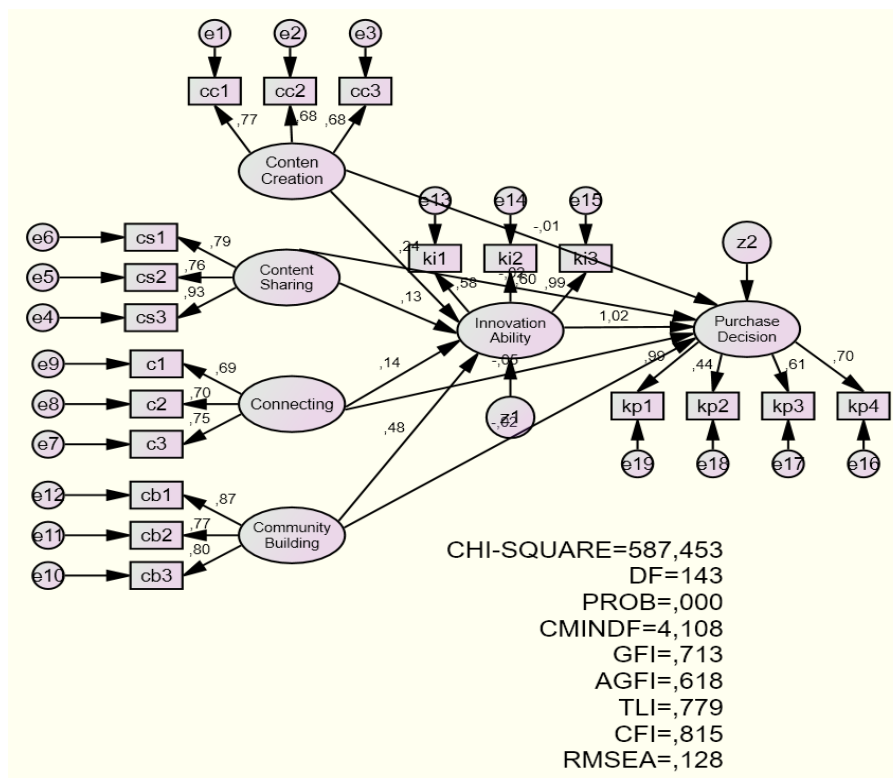 e1
e2
e3
cc1
cc2
cc3
,77
,68
,68
Conten
Creation
e13
e14
e15
-,01
ki1
ki2
ki3
,24
-,02
,58
,60
,99
z2
e6
cs1
,79
e5
cs2
,76
e4
cs3
,93
Content
Sharing
,13
Innovation
Ability
1,02
Purchase
Decision
e9
c1
,69
e8
c2
,70
e7
c3
,75
Connecting
,14
-,05
z1
-,02
,99
,44
,61
,70
kp1
kp2
kp3
kp4
e19
e18
e17
e16
,48
e12
cb1
,87
e11
cb2
,77
e10
cb3
,80
Community
Building
CHI-SQUARE=587,453
DF=143
PROB=,000
CMINDF=4,108
GFI=,713
AGFI=,618
TLI=,779
CFI=,815
RMSEA=,128